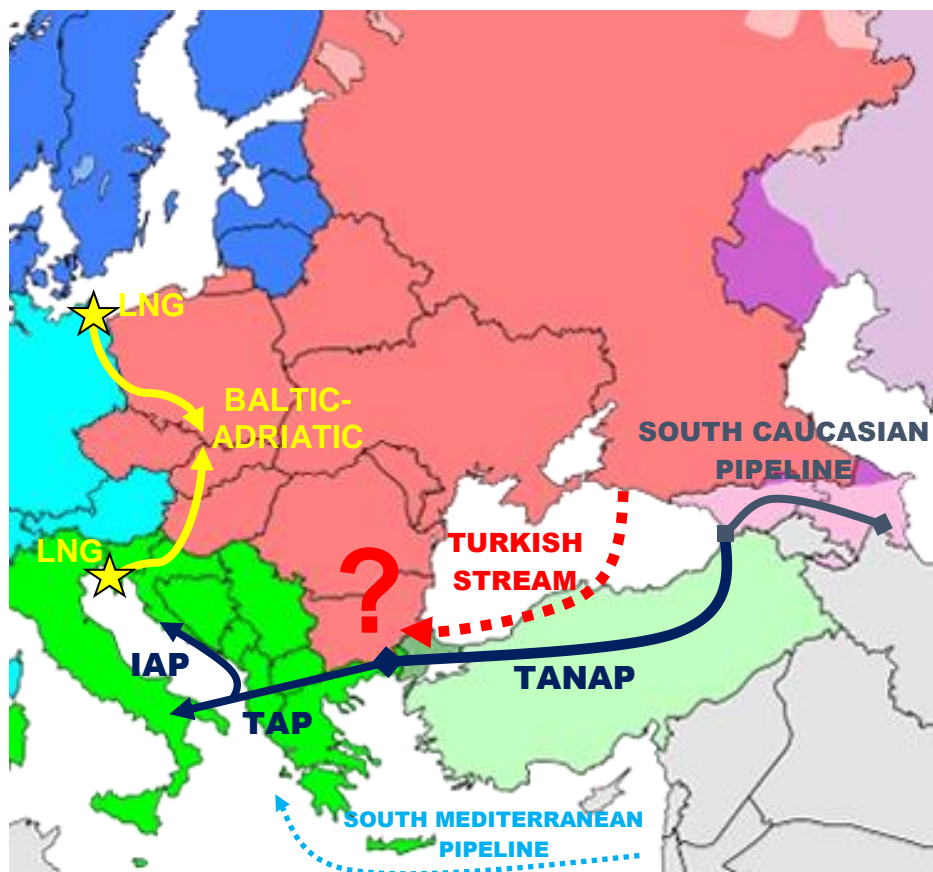 LNG
BALTIC-
ADRIATIC
SOUTH CAUCASIAN
PIPELINE
LNG
TURKISH
STREAM
?
IAP
TANAP
TAP
SOUTH MEDITERRANEAN
PIPELINE